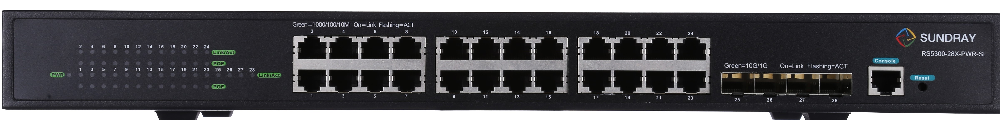 Green=1000/100/10M On=Link Flashing=ACT
2 4 6 8 10 12 14 16 18 20 22 24
SUNDRAY
RS5300-28X-PWR-SI
2 4 6 8 10 12 14 16 18 20 22 24 Link/Act
POE
1 3 5 7 9 11 13 15 17 19 21 23 25 26 27 28
PWR Link/Act
POE
Green=10G/1G On=Link Flashing=ACT
Console
Reset
1 3 5 7 9 11 13 15 17 19 21 23 25 26 27 28